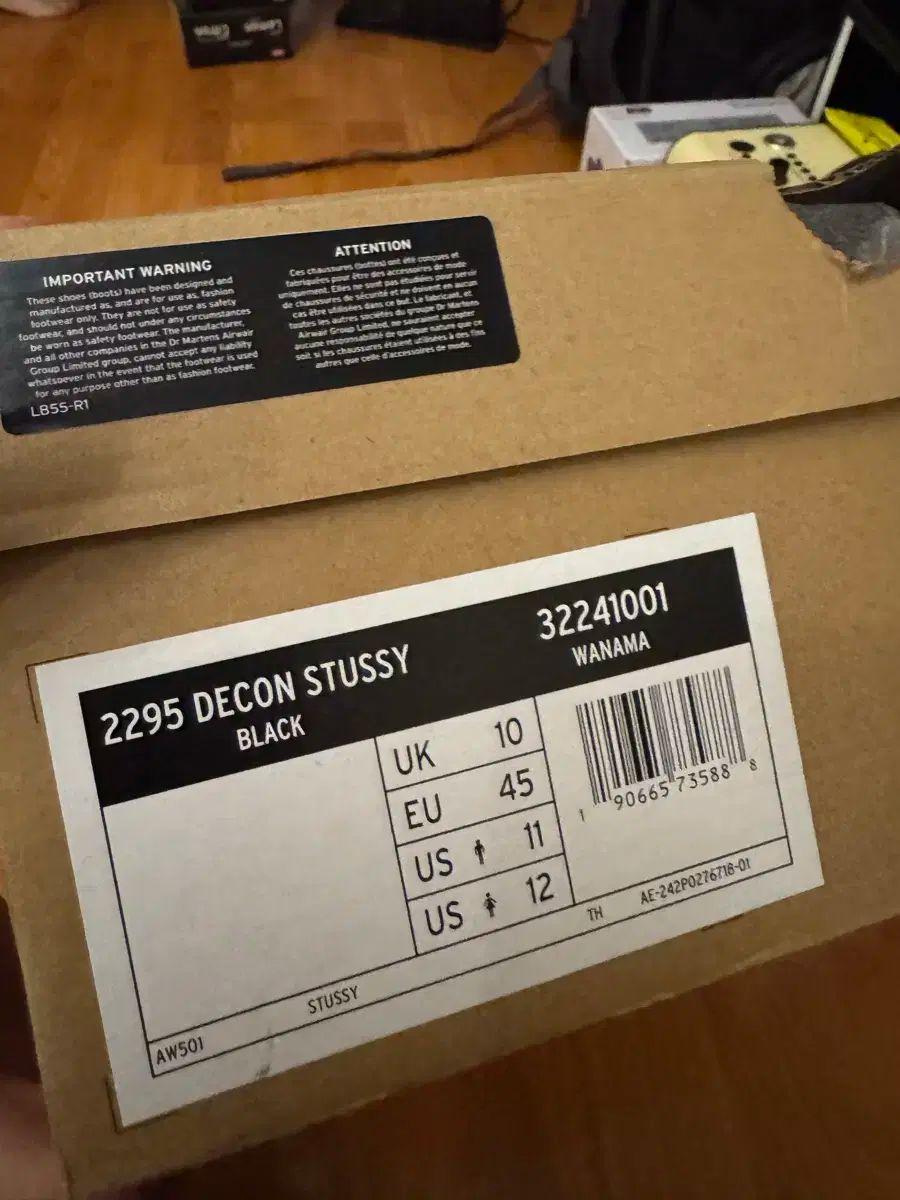 IMPORTANT WARNING
These shoes (boots) have been designed and
manufactured as, and are for use as, fashion
footwear only. They are not for use as safety
footwear, and should not under any circumstances
be worn as safety footwear. The manufacturer,
and all other companies in the Dr Martens Airwair
Group Limited group, cannot accept any liability
whatsoever in the event that the footwear is used
for any purpose other than as fashion footwear.
LB55-R1
ATTENTION
Ces chaussures (bottes) ont été conçues et
fabriquées pour être des accessoires de mode
uniquement. Elles ne sont pas étudiées pour servir
de chaussures de sécurité et ne doivent en aucun
cas être utilisées dans ce but. Le fabricant, et
toutes les autres sociétés du groupe Dr Martens
Airwair Group Limited, ne sauraient accepter
aucune responsabilité de quelque nature que ce
soit si les chaussures étaient utilisées à des fins
autres que celle d'accessoires de mode.
2295 DECON STUSSY
BLACK
32241001
WANAMA
UK 10
EU 45
US 11
US 12
1 90665 73588 8
TH AE-242P0276718-01
STUSSY
AW501